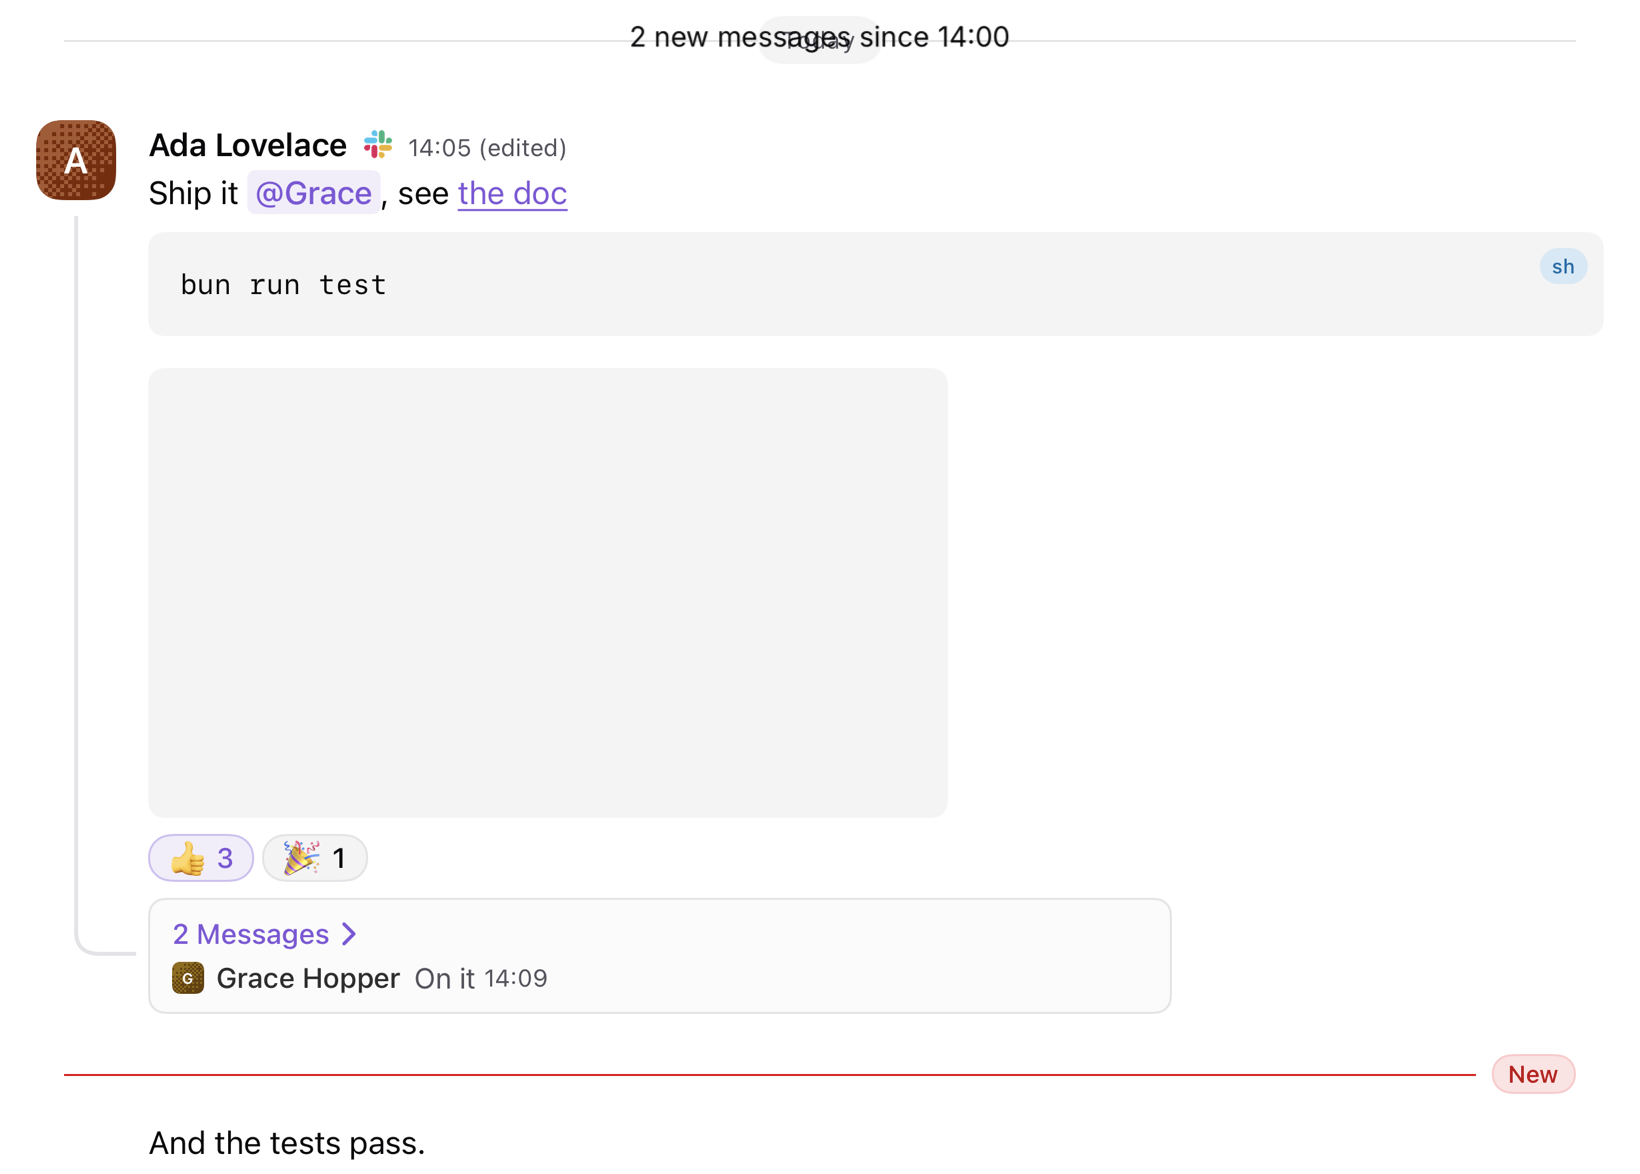 2 new messages since 14:00
Today
A
Ada Lovelace 14:05 (edited)
Ship it @Grace, see the doc
sh
bun run test
👍 3 🎉 1
2 Messages
G Grace Hopper On it 14:09
New
And the tests pass.